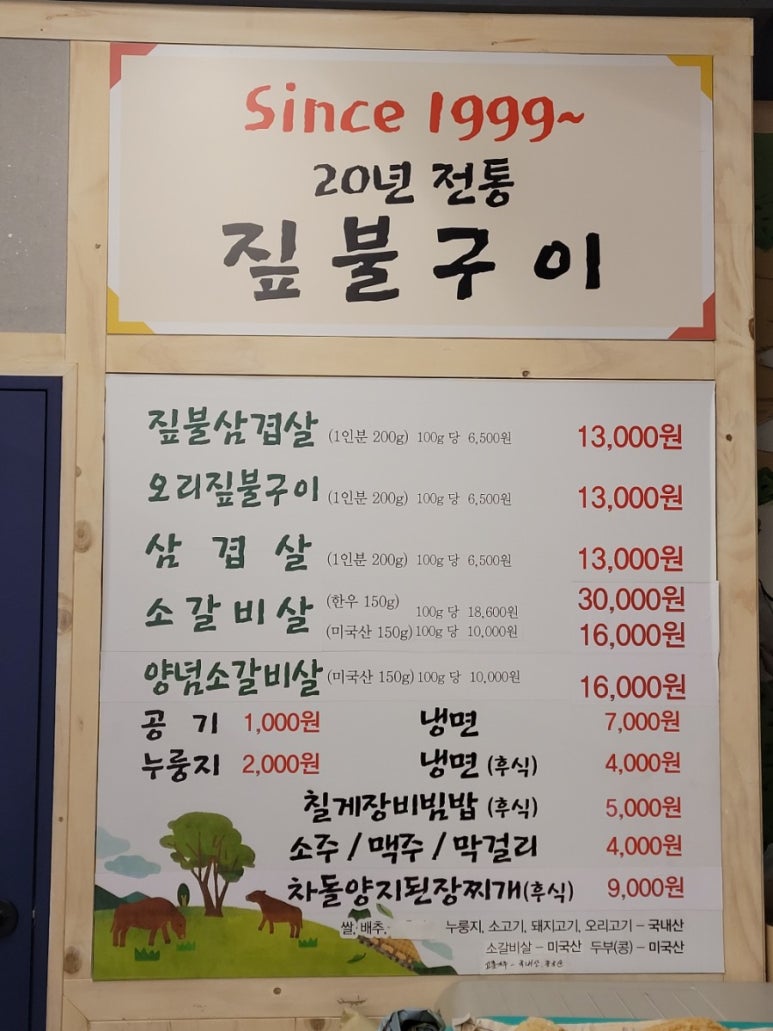 Since 1999~
20년 전통
짚불구이
짚불삼겹살 (1인분 200g) 100g 당 6,500원 13,000원
오리짚불구이 (1인분 200g) 100g 당 6,500원 13,000원
삼겹살 (1인분 200g) 100g 당 6,500원 13,000원
소갈비살 (한우 150g) 100g 당 18,600원 30,000원
(미국산 150g) 100g 당 10,000원 16,000원
양념소갈비살 (미국산 150g) 100g 당 10,000원 16,000원
공기 1,000원 냉면 7,000원
누룽지 2,000원 냉면 (후식) 4,000원
칠게장비빔밥 (후식) 5,000원
소주 / 맥주 / 막걸리 4,000원
차돌양지된장찌개(후식) 9,000원
쌀, 배추, 누룽지, 소고기, 돼지고기, 오리고기 - 국내산
소갈비살 - 미국산 두부(콩) - 미국산